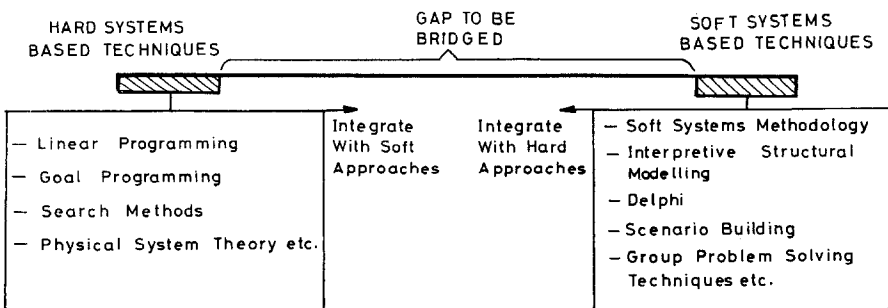 HARD SYSTEMS
BASED TECHNIQUES
GAP TO BE
BRIDGED
SOFT SYSTEMS
BASED TECHNIQUES
— Linear Programming
— Goal Programming
— Search Methods
— Physical System Theory etc.
Integrate
With Soft
Approaches
Integrate
With Hard
Approaches
— Soft Systems Methodology
— Interpretive Structural
Modelling
— Delphi
— Scenario Building
— Group Problem Solving
Techniques etc.